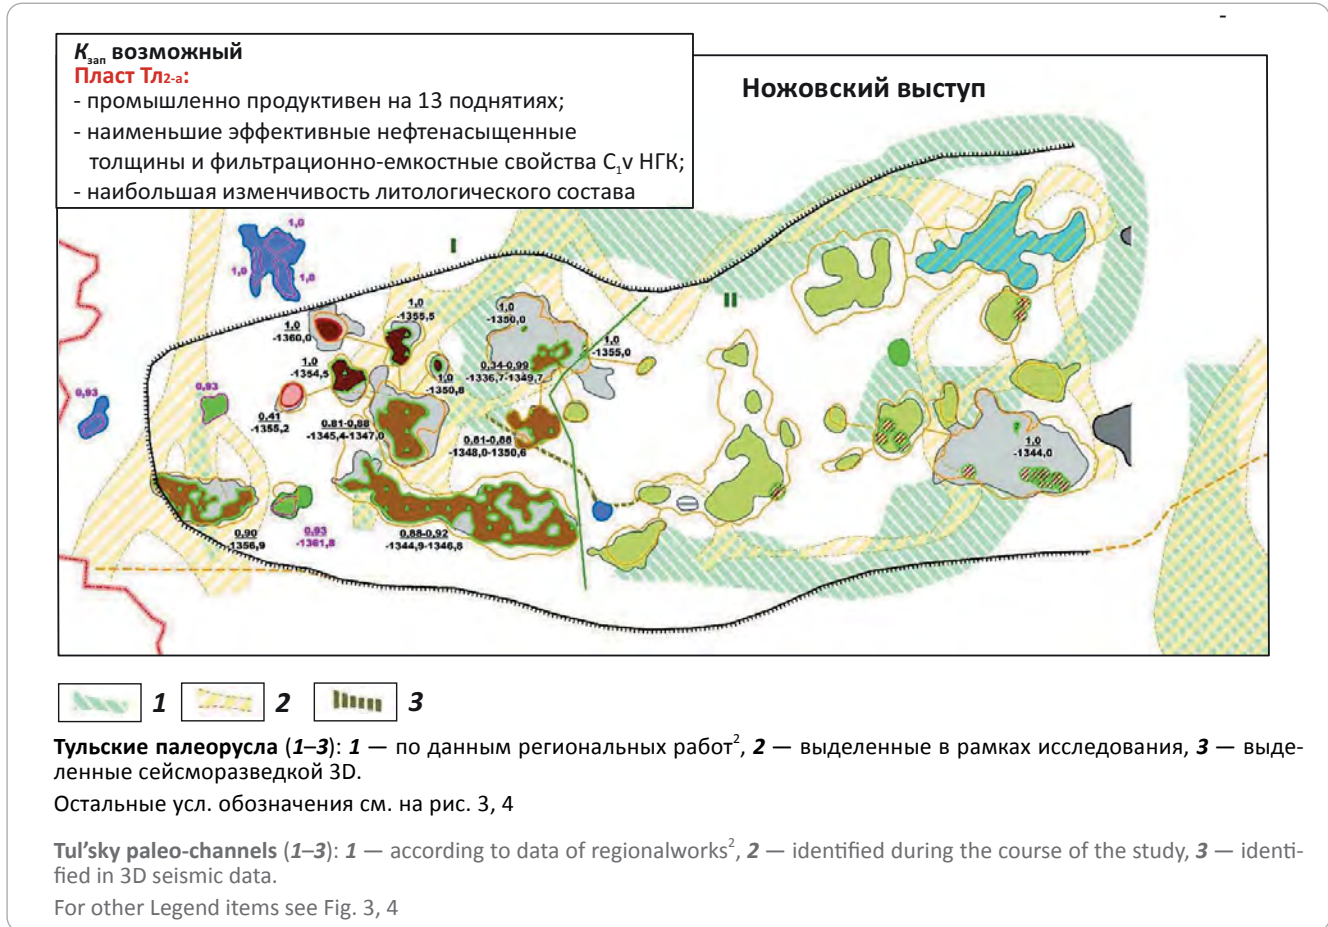 -
Kзап возможный
Пласт Тл2-а:
- промышленно продуктивен на 13 поднятиях;
- наименьшие эффективные нефтенасыщенные
толщины и фильтрационно-емкостные свойства C1v НГК;
- наибольшая изменчивость литологического состава
Ножовский выступ
1,0
1,0
1,0
I
II
1,0
-1355,5
1,0
-1350,0
1,0
-1360,0
1,0
-1355,0
1,0
-1354,5
0,34-0,99
-1336,7-1349,7
1,0
-1350,8
0,93
0,93
0,41
-1355,2
0,81-0,88
-1345,4-1347,0
0,81-0,88
-1348,0-1350,6
1,0
-1344,0
0,90
-1356,9
0,93
-1361,8
0,88-0,92
-1344,9-1346,8
1 2 3
Тульские палеорусла (1–3): 1 — по данным региональных работ2, 2 — выделенные в рамках исследования, 3 — выде-
ленные сейсморазведкой 3D.
Остальные усл. обозначения см. на рис. 3, 4
Tul'sky paleo-channels (1–3): 1 — according to data of regionalworks2, 2 — identified during the course of the study, 3 — identi-
fied in 3D seismic data.
For other Legend items see Fig. 3, 4